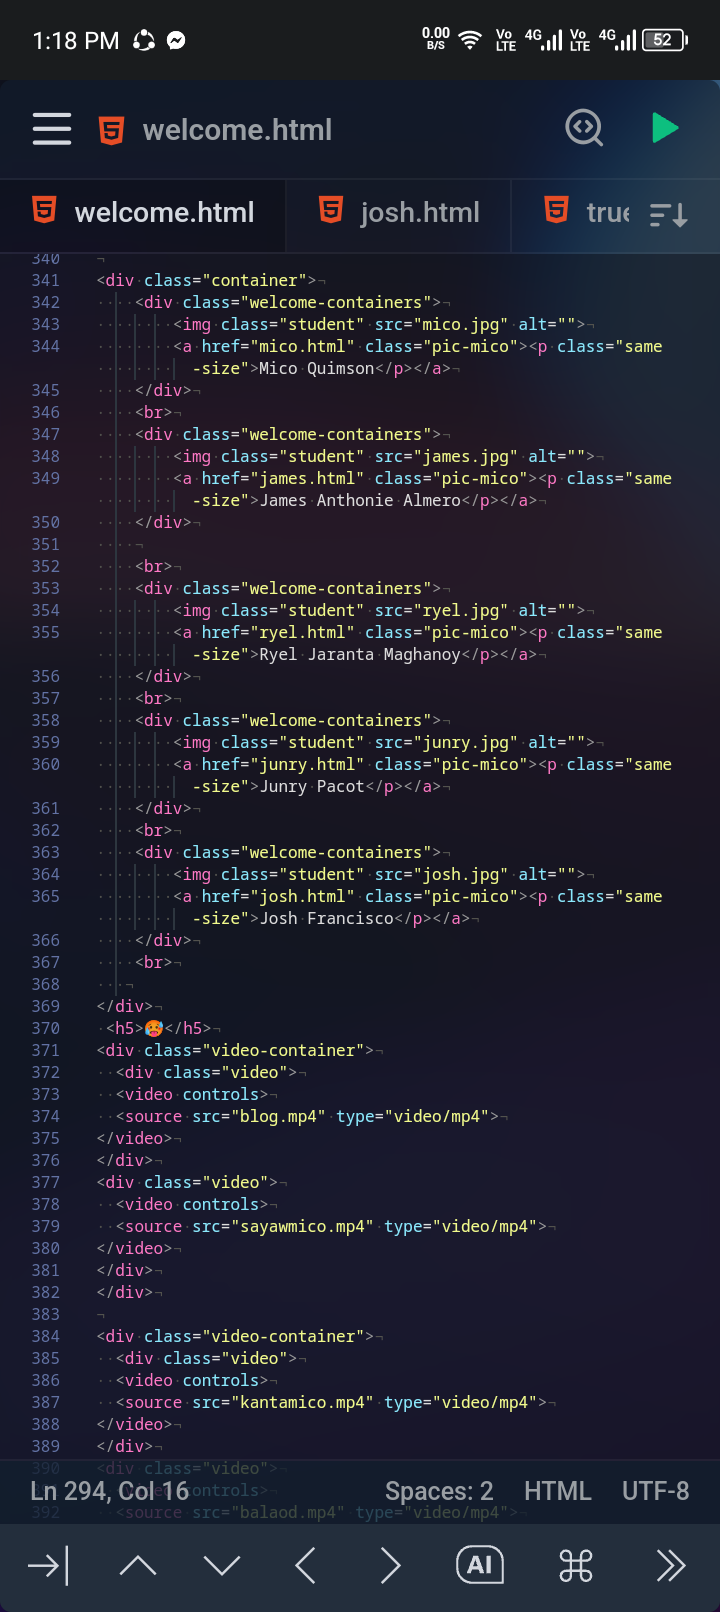 1:18 PM
0.00 B/S Vo LTE 4G Vo LTE 4G 52
welcome.html
welcome.html josh.html true
340
341 <div class="container">
342 <div class="welcome-containers">
343 <img class="student" src="mico.jpg" alt="">
344 <a href="mico.html" class="pic-mico"><p class="same
-size">Mico Quimson</p></a>
345 </div>
346 <br>
347 <div class="welcome-containers">
348 <img class="student" src="james.jpg" alt="">
349 <a href="james.html" class="pic-mico"><p class="same
-size">James Anthonie Almero</p></a>
350 </div>
351
352 <br>
353 <div class="welcome-containers">
354 <img class="student" src="ryel.jpg" alt="">
355 <a href="ryel.html" class="pic-mico"><p class="same
-size">Ryel Jaranta Maghanoy</p></a>
356 </div>
357 <br>
358 <div class="welcome-containers">
359 <img class="student" src="junry.jpg" alt="">
360 <a href="junry.html" class="pic-mico"><p class="same
-size">Junry Pacot</p></a>
361 </div>
362 <br>
363 <div class="welcome-containers">
364 <img class="student" src="josh.jpg" alt="">
365 <a href="josh.html" class="pic-mico"><p class="same
-size">Josh Francisco</p></a>
366 </div>
367 <br>
368
369 </div>
370 <h5>🥵</h5>
371 <div class="video-container">
372 <div class="video">
373 <video controls>
374 <source src="blog.mp4" type="video/mp4">
375 </video>
376 </div>
377 <div class="video">
378 <video controls>
379 <source src="sayawmico.mp4" type="video/mp4">
380 </video>
381 </div>
382 </div>
383
384 <div class="video-container">
385 <div class="video">
386 <video controls>
387 <source src="kantamico.mp4" type="video/mp4">
388 </video>
389 </div>
390 <div class="video">
controls>
392 <source src="balaod.mp4" type="video/mp4">
Ln 294, Col 16 Spaces: 2 HTML UTF-8
AI